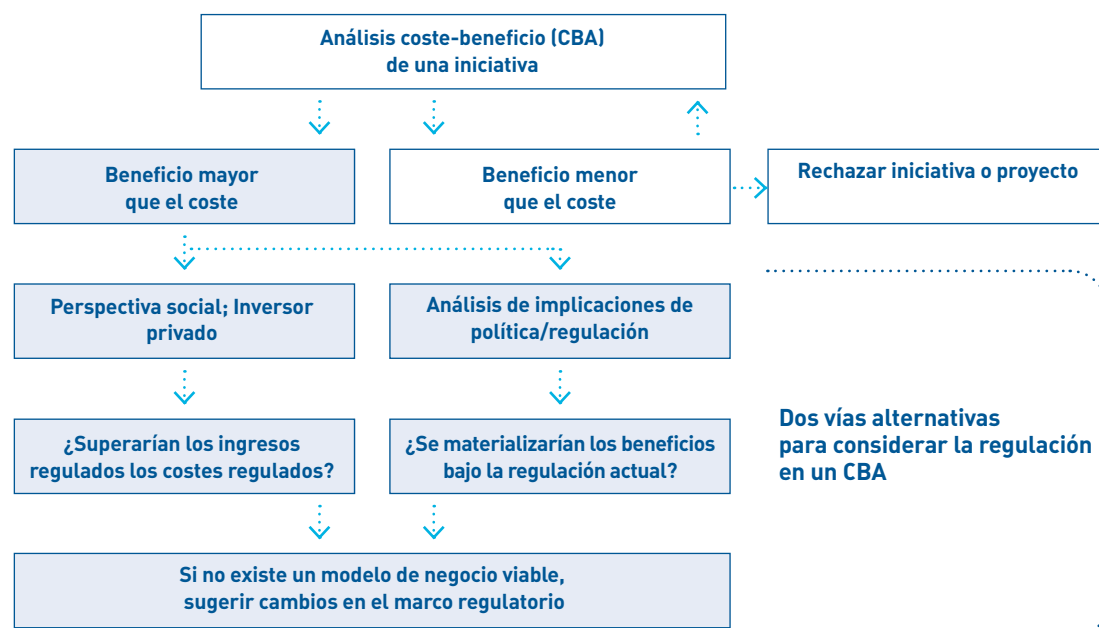 Análisis coste-beneficio (CBA)
de una iniciativa
Beneficio mayor
que el coste
Beneficio menor
que el coste
Rechazar iniciativa o proyecto
Perspectiva social; Inversor
privado
Análisis de implicaciones de
política/regulación
¿Superarían los ingresos
regulados los costes regulados?
¿Se materializarían los beneficios
bajo la regulación actual?
Dos vías alternativas
para considerar la regulación
en un CBA
Si no existe un modelo de negocio viable,
sugerir cambios en el marco regulatorio